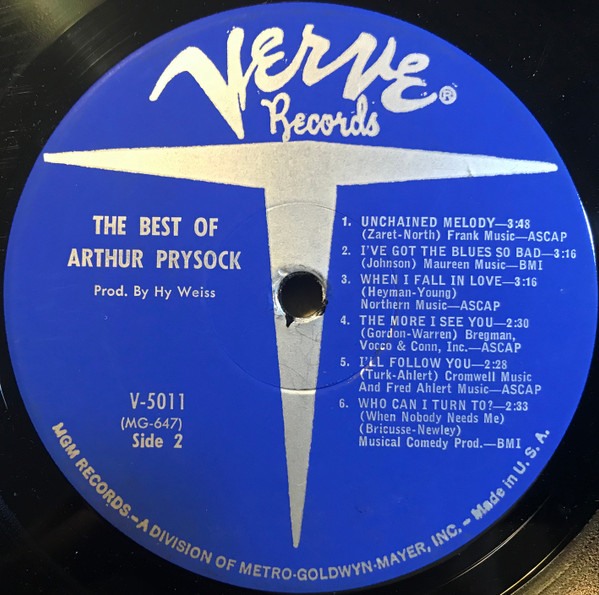 VERVE ®
Records
THE BEST OF
ARTHUR PRYSOCK
Prod. By Hy Weiss
V-5011
(MG-647)
Side 2
1. UNCHAINED MELODY—3:48
(Zaret-North) Frank Music—ASCAP
2. I'VE GOT THE BLUES SO BAD—3:16
(Johnson) Maureen Music—BMI
3. WHEN I FALL IN LOVE—3:16
(Heyman-Young)
Northern Music—ASCAP
4. THE MORE I SEE YOU—2:30
(Gordon-Warren) Bregman,
Vocco & Conn, Inc.—ASCAP
5. I'LL FOLLOW YOU—2:28
(Turk-Ahlert) Cromwell Music
And Fred Ahlert Music—ASCAP
6. WHO CAN I TURN TO?—2:33
(When Nobody Needs Me)
(Bricusse-Newley)
Musical Comedy Prod.—BMI
MGM RECORDS.—A DIVISION OF METRO-GOLDWYN-MAYER, INC. — Made in U. S. A.